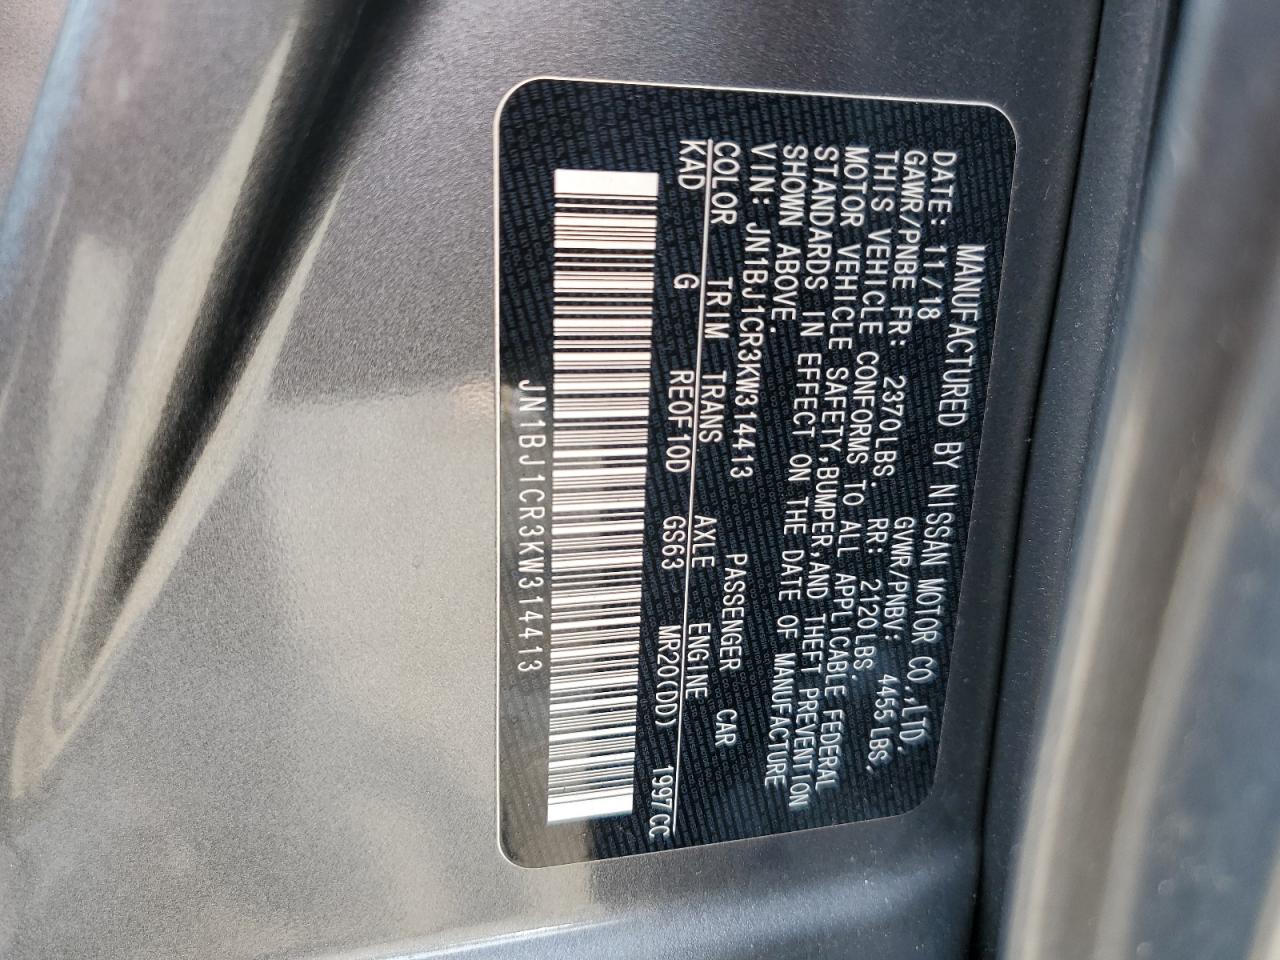 MANUFACTURED BY NISSAN MOTOR CO.,LTD.
DATE: 11/18 GVWR/PNBV: 4455LBS.
GAWR/PNBE FR: 2370LBS. RR: 2120LBS.
THIS VEHICLE CONFORMS TO ALL APPLICABLE FEDERAL
MOTOR VEHICLE SAFETY,BUMPER,AND THEFT PREVENTION
STANDARDS IN EFFECT ON THE DATE OF MANUFACTURE
SHOWN ABOVE.
VIN: JN1BJ1CR3KW314413 PASSENGER CAR
COLOR TRIM TRANS AXLE ENGINE
KAD G RE0F10D GS63 MR20(DD) 1997CC
JN1BJ1CR3KW314413